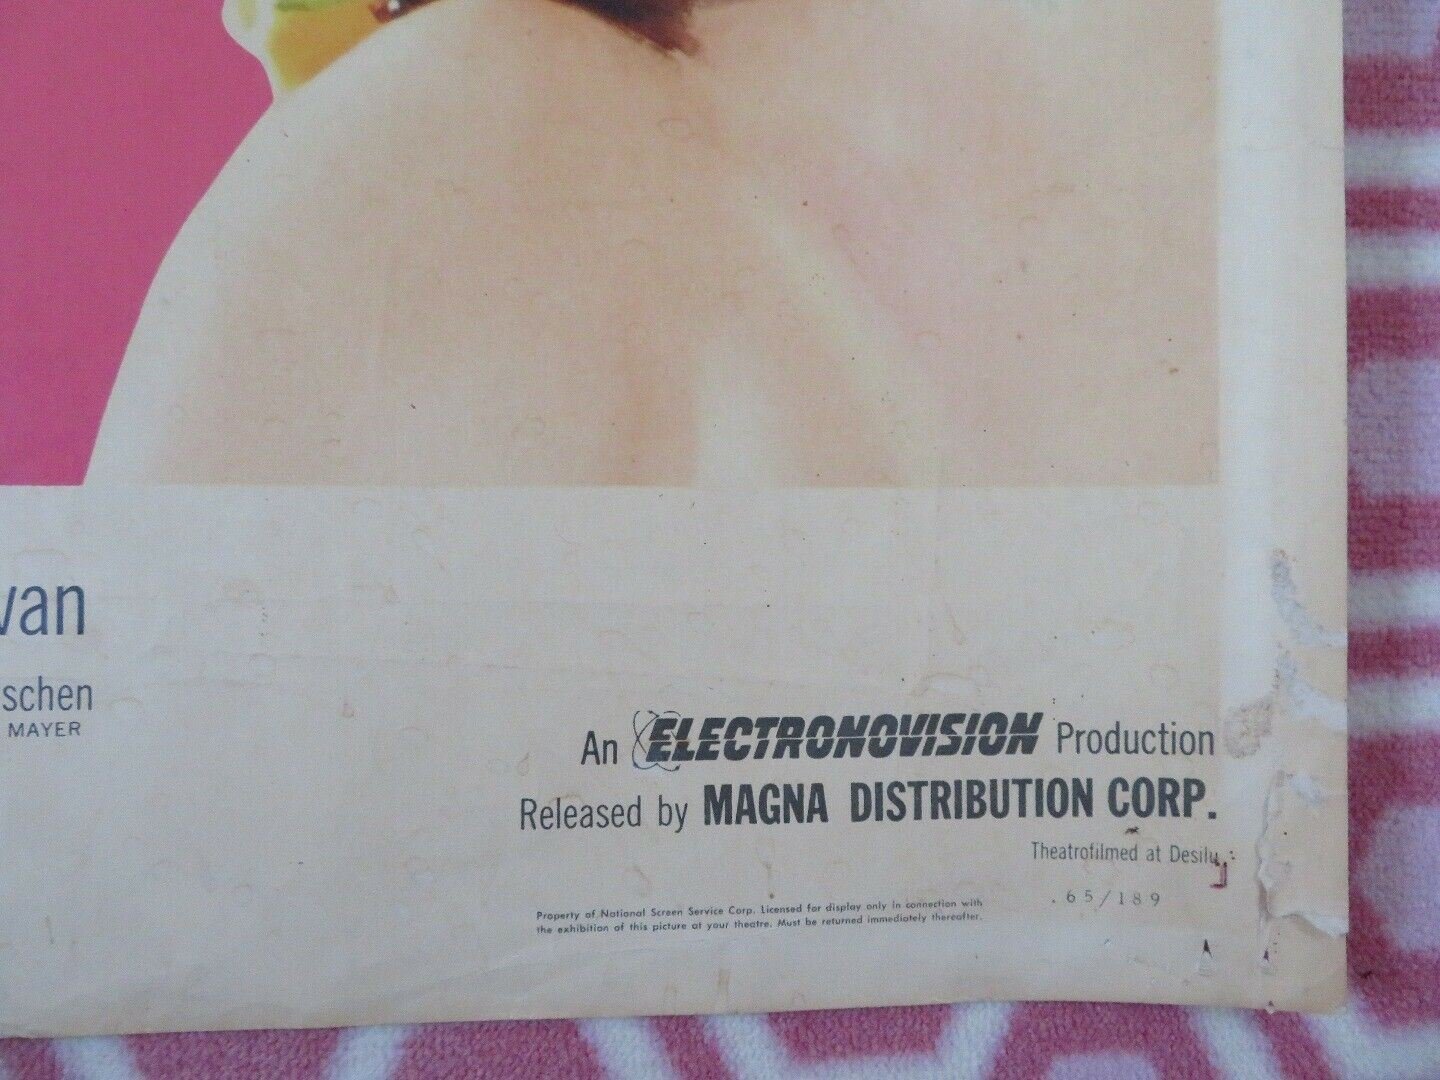 van
schen
MAYER
An ELECTRONOVISION Production
Released by MAGNA DISTRIBUTION CORP.
Theatrofilmed at Desilu
65/189
Property of National Screen Service Corp. Licensed for display only in connection with
the exhibition of this picture at your theatre. Must be returned immediately thereafter.